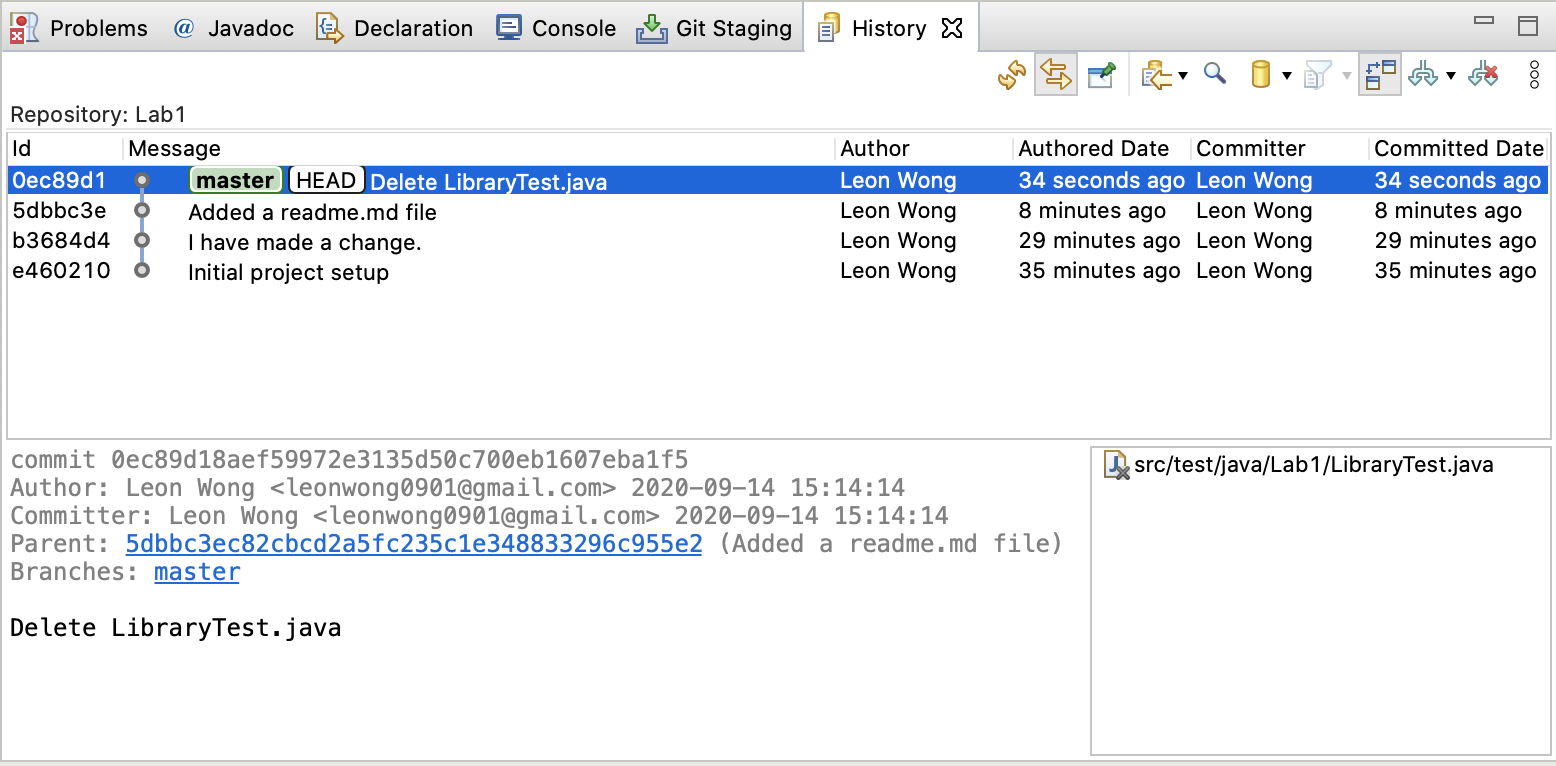 Problems @ Javadoc Declaration Console Git Staging History
Repository: Lab1
Id Message Author Authored Date Committer Committed Date
0ec89d1 master HEAD Delete LibraryTest.java Leon Wong 34 seconds ago Leon Wong 34 seconds ago
5dbbc3e Added a readme.md file Leon Wong 8 minutes ago Leon Wong 8 minutes ago
b3684d4 I have made a change. Leon Wong 29 minutes ago Leon Wong 29 minutes ago
e460210 Initial project setup Leon Wong 35 minutes ago Leon Wong 35 minutes ago
commit 0ec89d18aef59972e3135d50c700eb1607eba1f5
Author: Leon Wong <leonwong0901@gmail.com> 2020-09-14 15:14:14
Committer: Leon Wong <leonwong0901@gmail.com> 2020-09-14 15:14:14
Parent: 5dbbc3ec82cbcd2a5fc235c1e348833296c955e2 (Added a readme.md file)
Branches: master
Delete LibraryTest.java
src/test/java/Lab1/LibraryTest.java